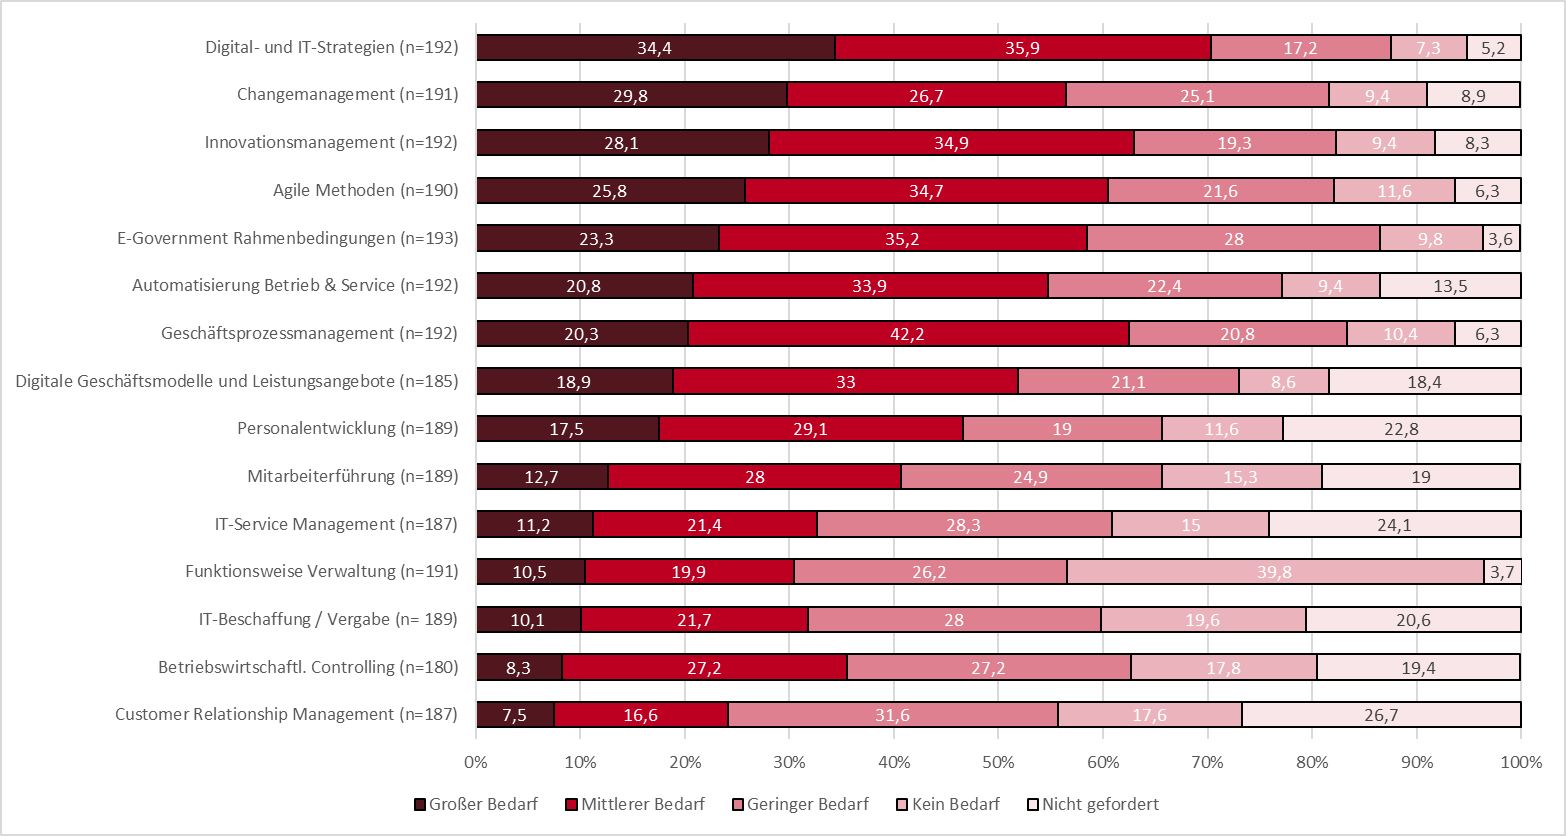 Digital- und IT-Strategien (n=192) 34,4 35,9 17,2 7,3 5,2
Changemanagement (n=191) 29,8 26,7 25,1 9,4 8,9
Innovationsmanagement (n=192) 28,1 34,9 19,3 9,4 8,3
Agile Methoden (n=190) 25,8 34,7 21,6 11,6 6,3
E-Government Rahmenbedingungen (n=193) 23,3 35,2 28 9,8 3,6
Automatisierung Betrieb & Service (n=192) 20,8 33,9 22,4 9,4 13,5
Geschäftsprozessmanagement (n=192) 20,3 42,2 20,8 10,4 6,3
Digitale Geschäftsmodelle und Leistungsangebote (n=185) 18,9 33 21,1 8,6 18,4
Personalentwicklung (n=189) 17,5 29,1 19 11,6 22,8
Mitarbeiterführung (n=189) 12,7 28 24,9 15,3 19
IT-Service Management (n=187) 11,2 21,4 28,3 15 24,1
Funktionsweise Verwaltung (n=191) 10,5 19,9 26,2 39,8 3,7
IT-Beschaffung / Vergabe (n= 189) 10,1 21,7 28 19,6 20,6
Betriebswirtschaftl. Controlling (n=180) 8,3 27,2 27,2 17,8 19,4
Customer Relationship Management (n=187) 7,5 16,6 31,6 17,6 26,7
0% 10% 20% 30% 40% 50% 60% 70% 80% 90% 100%
Großer Bedarf Mittlerer Bedarf Geringer Bedarf Kein Bedarf Nicht gefordert